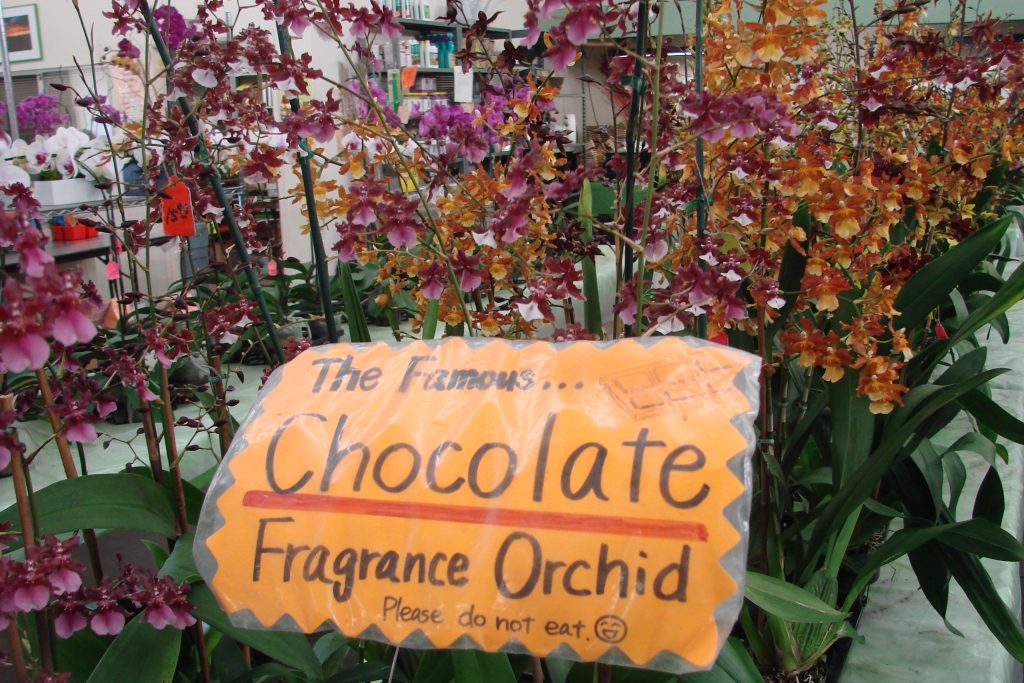 The Famous...
Chocolate
Fragrance Orchid
Please do not eat.